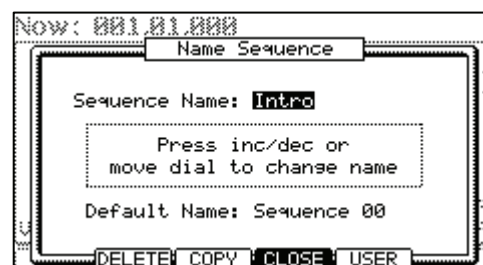 Now: 001.01.000
Name Sequence
Sequence Name: Intro
Press inc/dec or
move dial to change name
Default Name: Sequence 00
DELETE COPY CLOSE USER